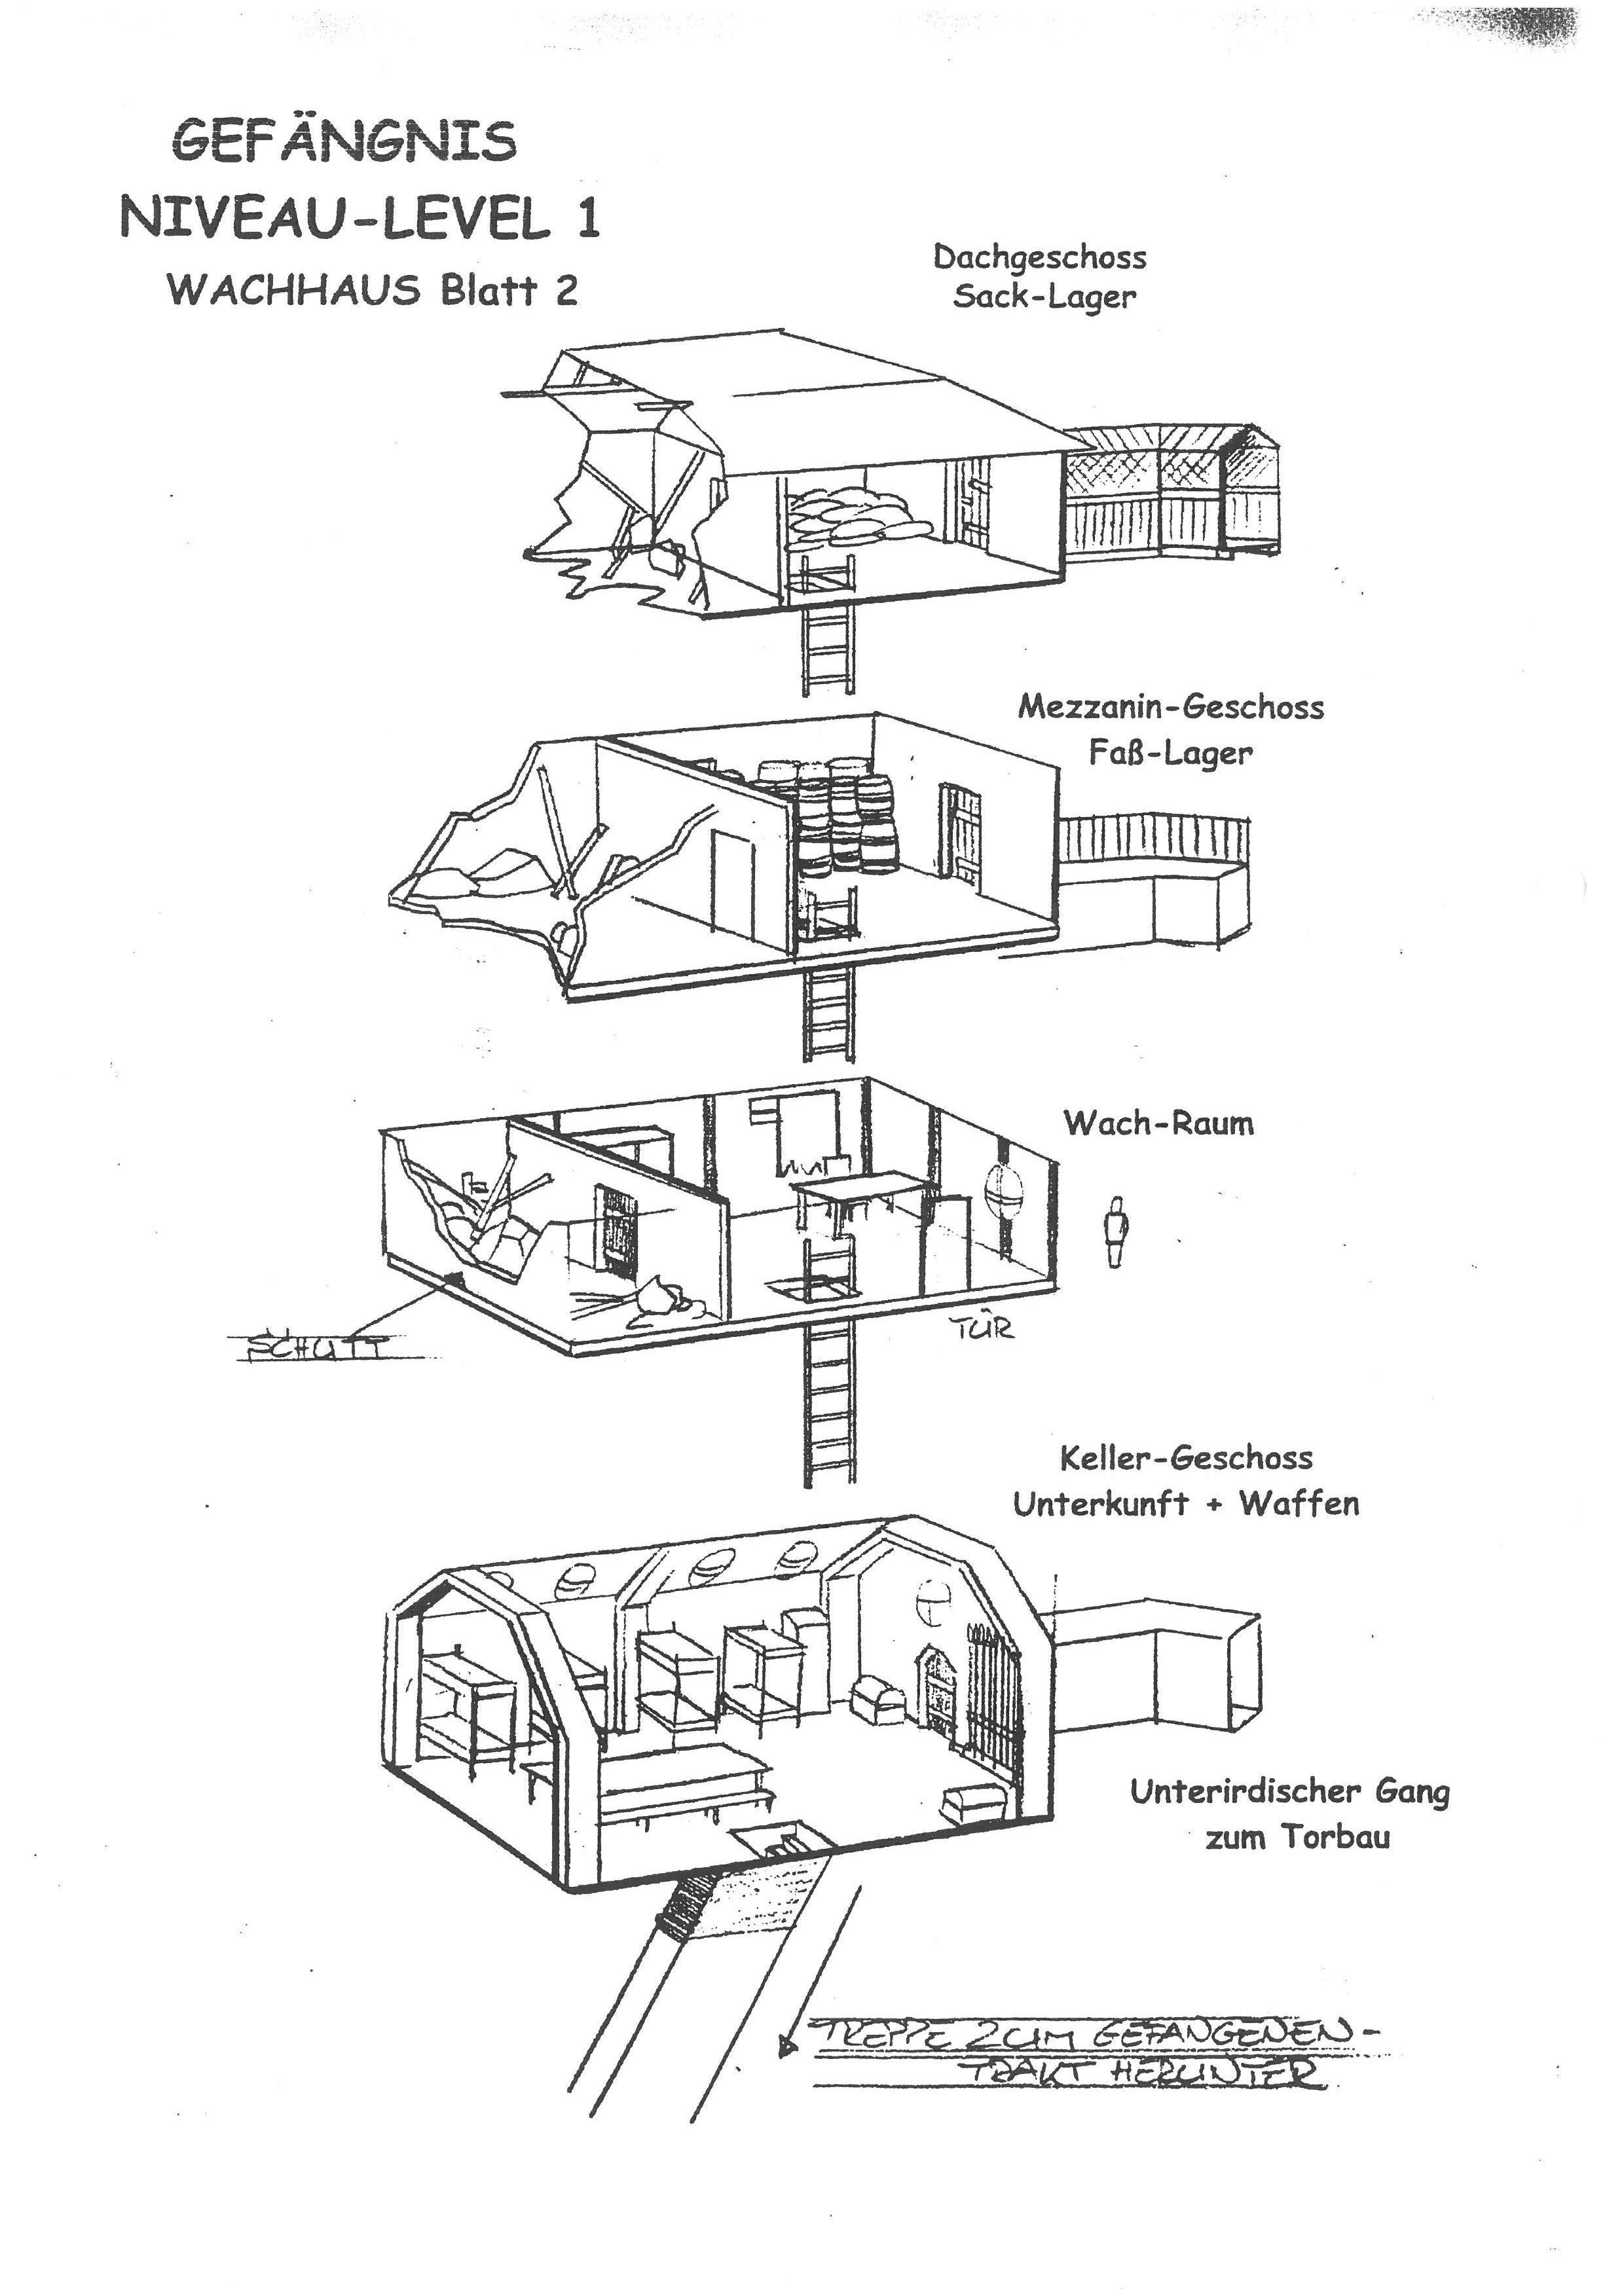 GEFÄNGNIS
NIVEAU-LEVEL 1
WACHHAUS Blatt 2
Dachgeschoss
Sack-Lager
Mezzanin-Geschoss
Faß-Lager
Wach-Raum
TÜR
SCHUTT
Keller-Geschoss
Unterkunft + Waffen
Unterirdischer Gang
zum Torbau
TREPPE ZUM GEFANGENEN-
TRAKT HERUNTER